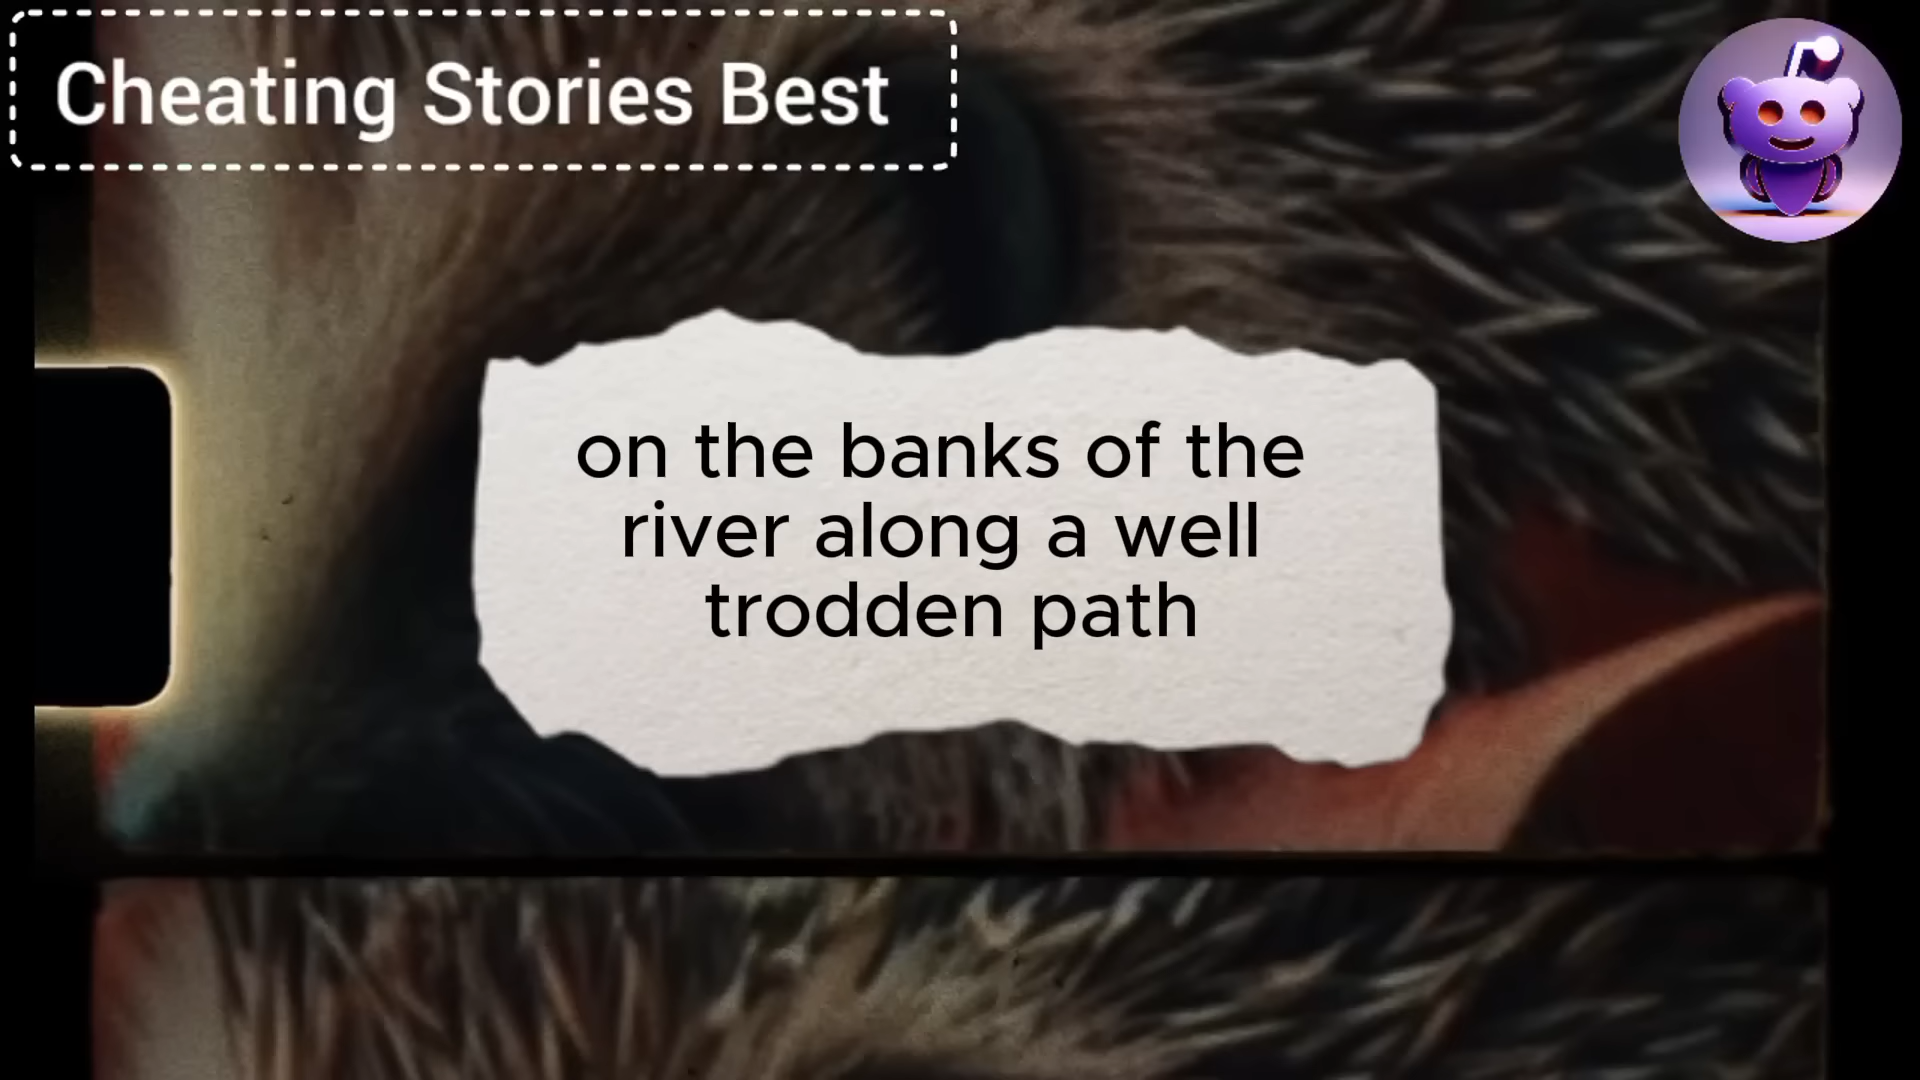 Cheating Stories Best
on the banks of the
river along a well
trodden path